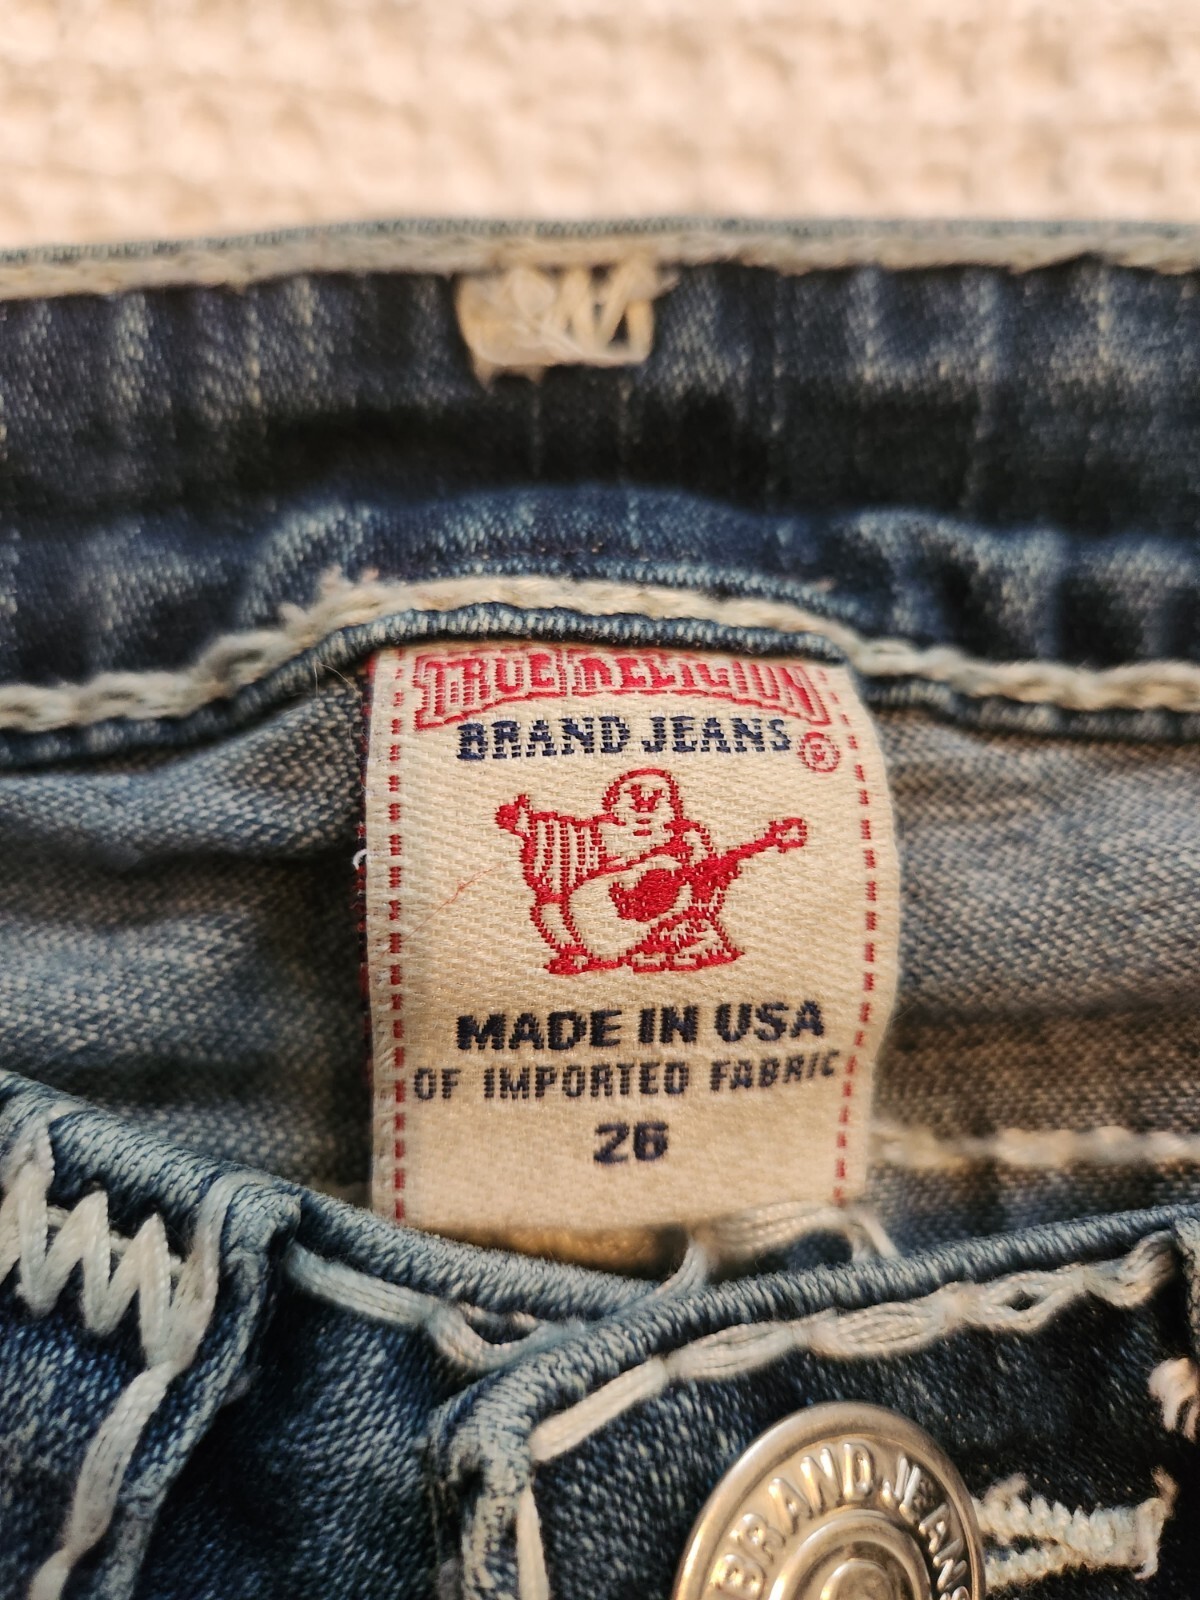 TRUE RELIGION
BRAND JEANS ®
MADE IN USA
OF IMPORTED FABRIC
26
BRAND JEANS